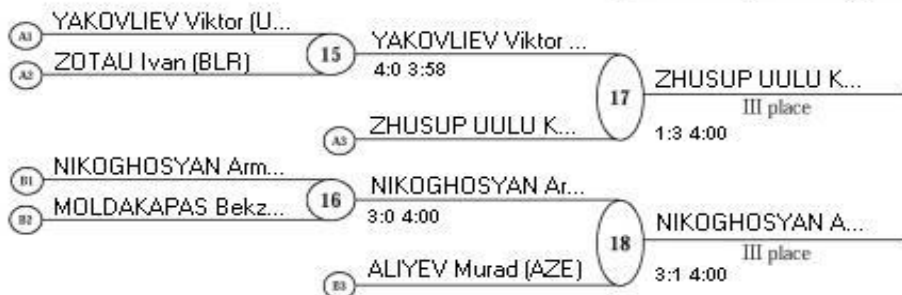 A1 YAKOVLIEV Viktor (U...
A2 ZOTAU Ivan (BLR)
15
YAKOVLIEV Viktor ...
4:0 3:58
A3 ZHUSUP UULU K...
17
ZHUSUP UULU K...
III place
1:3 4:00
B1 NIKOGHOSYAN Arm...
B2 MOLDAKAPAS Bekz...
16
NIKOGHOSYAN Ar...
3:0 4:00
B3 ALIYEV Murad (AZE)
18
NIKOGHOSYAN A...
III place
3:1 4:00